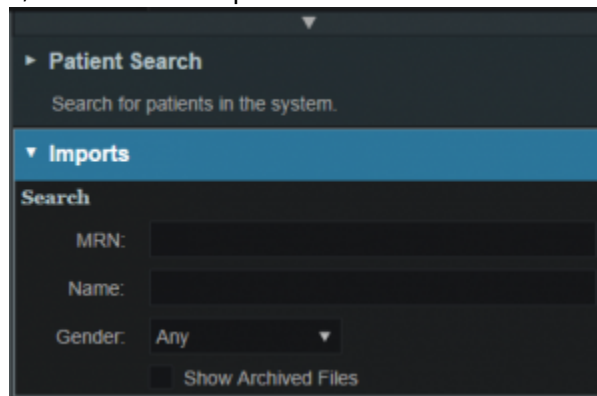 Patient Search
Search for patients in the system.
Imports
Search
MRN:
Name:
Gender: Any
Show Archived Files